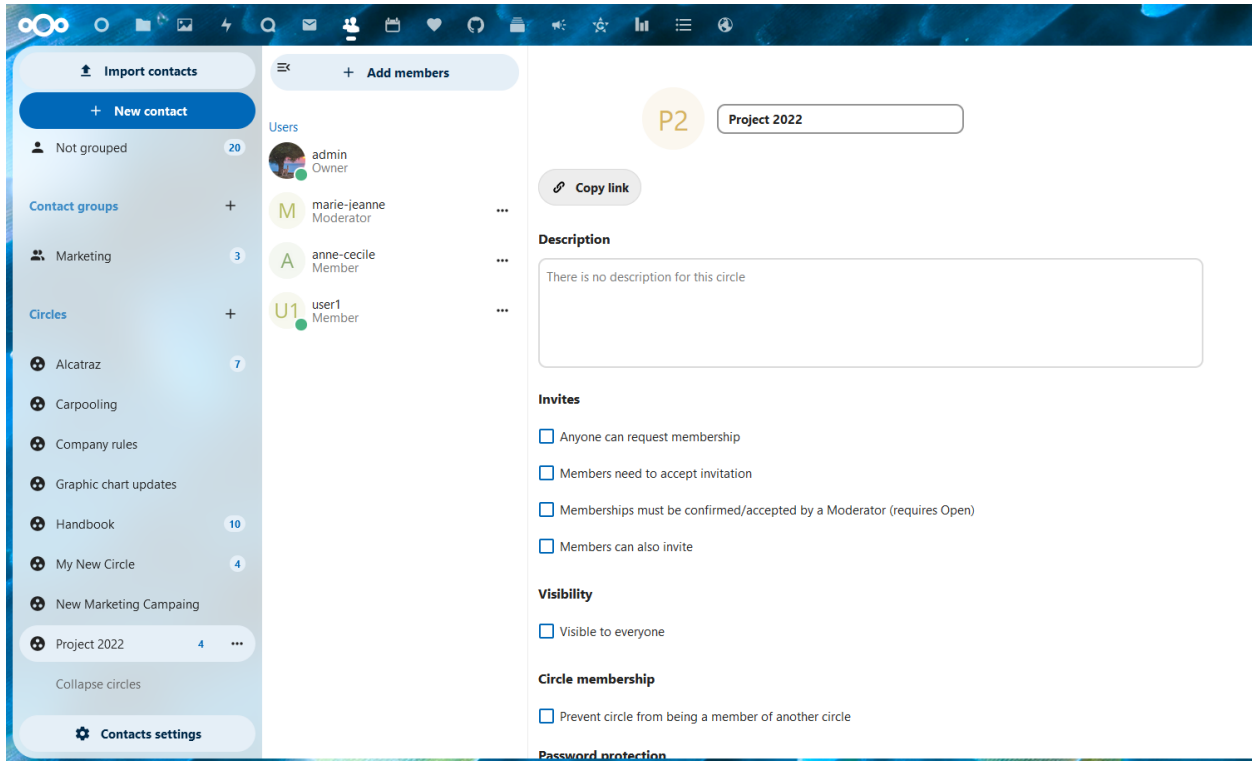 Import contacts
New contact
Not grouped 20
Contact groups
Marketing 3
Circles
Alcatraz 7
Carpooling
Company rules
Graphic chart updates
Handbook 10
My New Circle 4
New Marketing Campaing
Project 2022 4
Collapse circles
Contacts settings
Add members
Users
admin
Owner
M
marie-jeanne
Moderator
A
anne-cecile
Member
U1
user1
Member
P2
Project 2022
Copy link
Description
There is no description for this circle
Invites
Anyone can request membership
Members need to accept invitation
Memberships must be confirmed/accepted by a Moderator (requires Open)
Members can also invite
Visibility
Visible to everyone
Circle membership
Prevent circle from being a member of another circle
Password protection